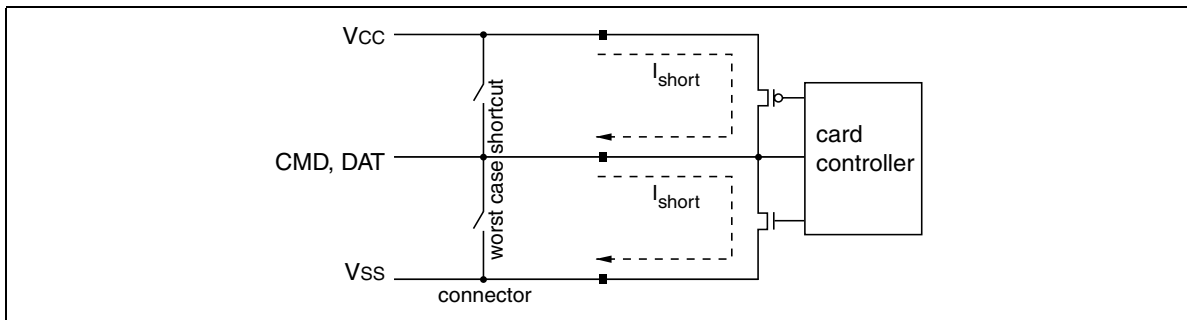 VCC
Ishort
worst case shortcut
card
controller
CMD, DAT
Ishort
VSS
connector